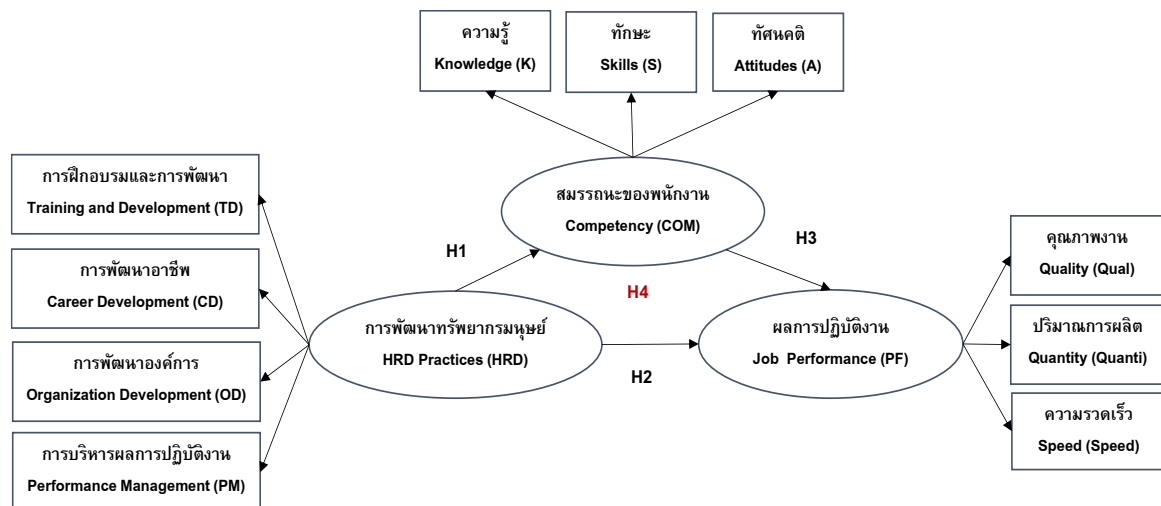 ความรู้
Knowledge (K)
ทักษะ
Skills (S)
ทัศนคติ
Attitudes (A)
การฝึกอบรมและการพัฒนา
Training and Development (TD)
สมรรถนะของพนักงาน
Competency (COM)
H1
H3
คุณภาพงาน
Quality (Qual)
การพัฒนาอาชีพ
Career Development (CD)
H4
การพัฒนาทรัพยากรมนุษย์
HRD Practices (HRD)
ผลการปฏิบัติงาน
Job Performance (PF)
ปริมาณการผลิต
Quantity (Quanti)
การพัฒนาองค์การ
Organization Development (OD)
H2
ความรวดเร็ว
Speed (Speed)
การบริหารผลการปฏิบัติงาน
Performance Management (PM)